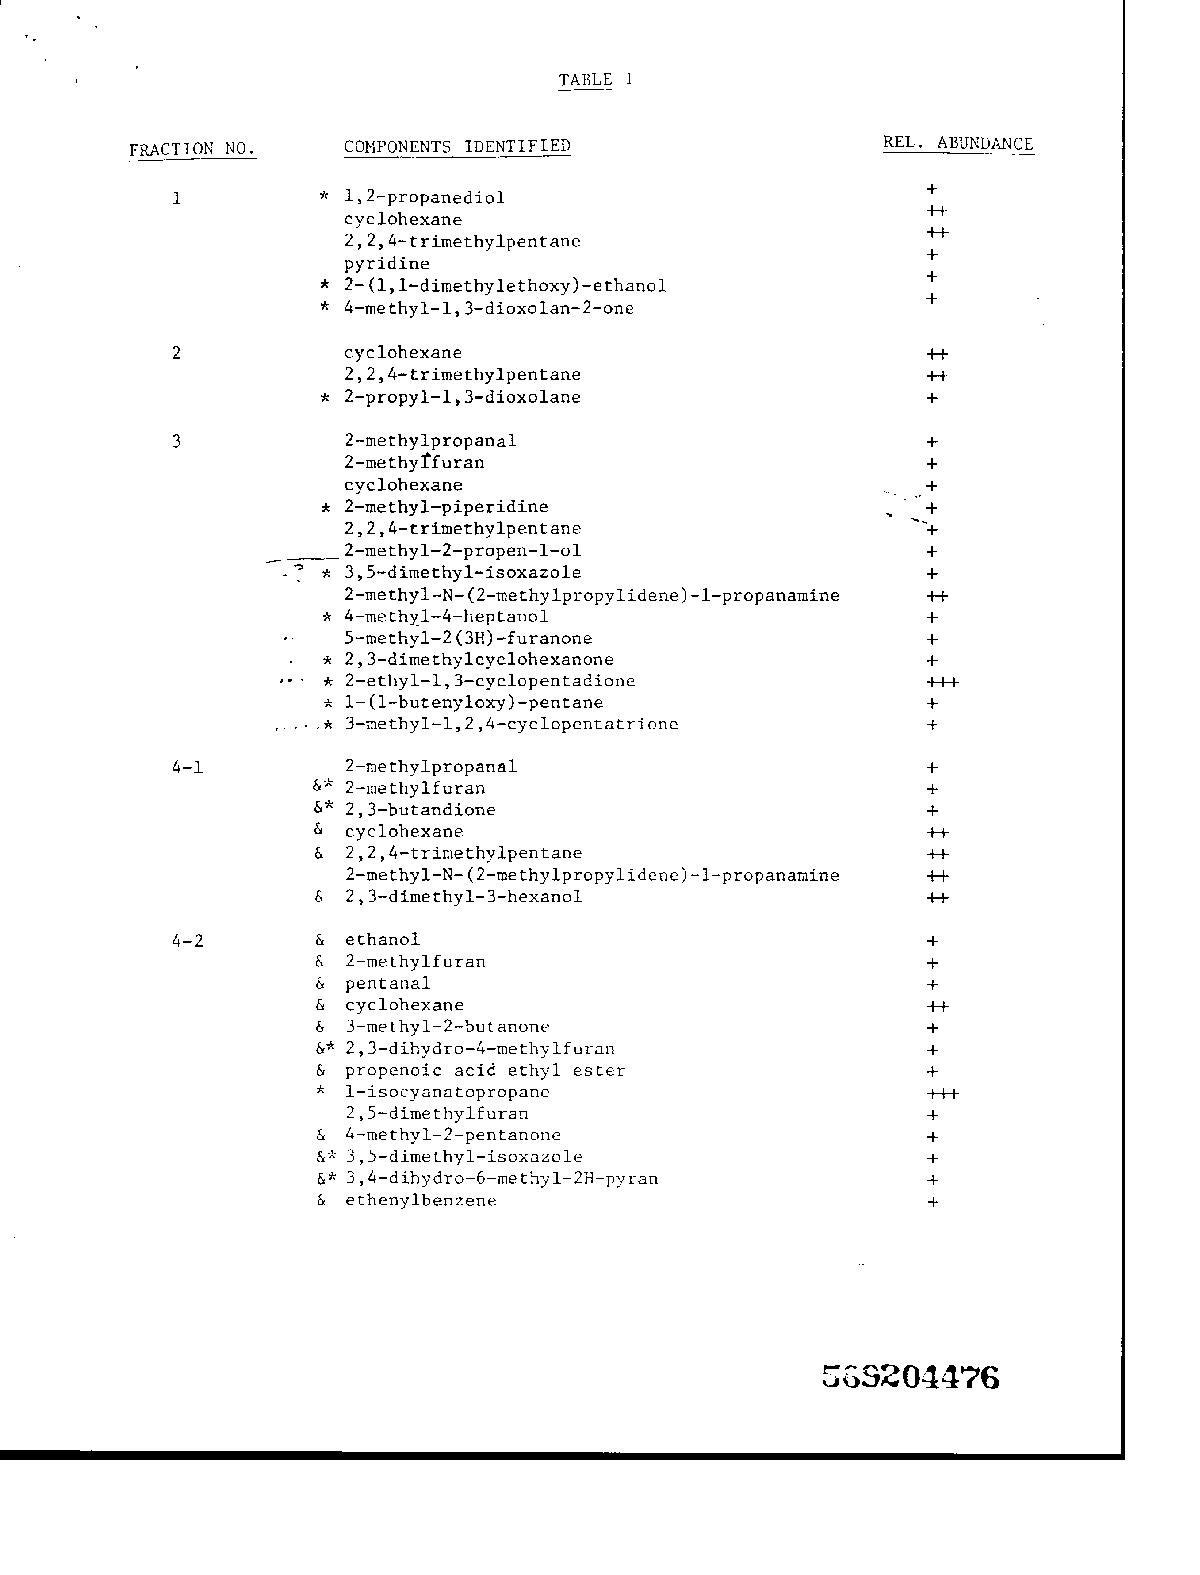 TABLE 1
FRACTION NO. COMPONENTS IDENTIFIED REL. ABUNDANCE
1 * 1,2-propanediol +
cyclohexane ++
2,2,4-trimethylpentane ++
pyridine +
* 2-(1,1-dimethylethoxy)-ethanol +
* 4-methyl-1,3-dioxolan-2-one +
2 cyclohexane ++
2,2,4-trimethylpentane ++
* 2-propyl-1,3-dioxolane +
3 2-methylpropanal +
2-methylfuran +
cyclohexane +
* 2-methyl-piperidine +
2,2,4-trimethylpentane +
2-methyl-2-propen-1-ol +
? * 3,5-dimethyl-isoxazole +
2-methyl-N-(2-methylpropylidene)-1-propanamine ++
* 4-methyl-4-heptanol +
5-methyl-2(3H)-furanone +
* 2,3-dimethylcyclohexanone +
* 2-ethyl-1,3-cyclopentadione +++
* 1-(1-butenyloxy)-pentane +
* 3-methyl-1,2,4-cyclopentatrione +
4-1 2-methylpropanal +
&* 2-methylfuran +
&* 2,3-butandione +
& cyclohexane ++
& 2,2,4-trimethylpentane ++
2-methyl-N-(2-methylpropylidene)-1-propanamine ++
& 2,3-dimethyl-3-hexanol ++
4-2 & ethanol +
& 2-methylfuran +
& pentanal +
& cyclohexane ++
& 3-methyl-2-butanone +
&* 2,3-dihydro-4-methylfuran +
& propenoic acid ethyl ester +
* 1-isocyanatopropane +++
2,5-dimethylfuran +
& 4-methyl-2-pentanone +
&* 3,5-dimethyl-isoxazole +
&* 3,4-dihydro-6-methyl-2H-pyran +
& ethenylbenzene +